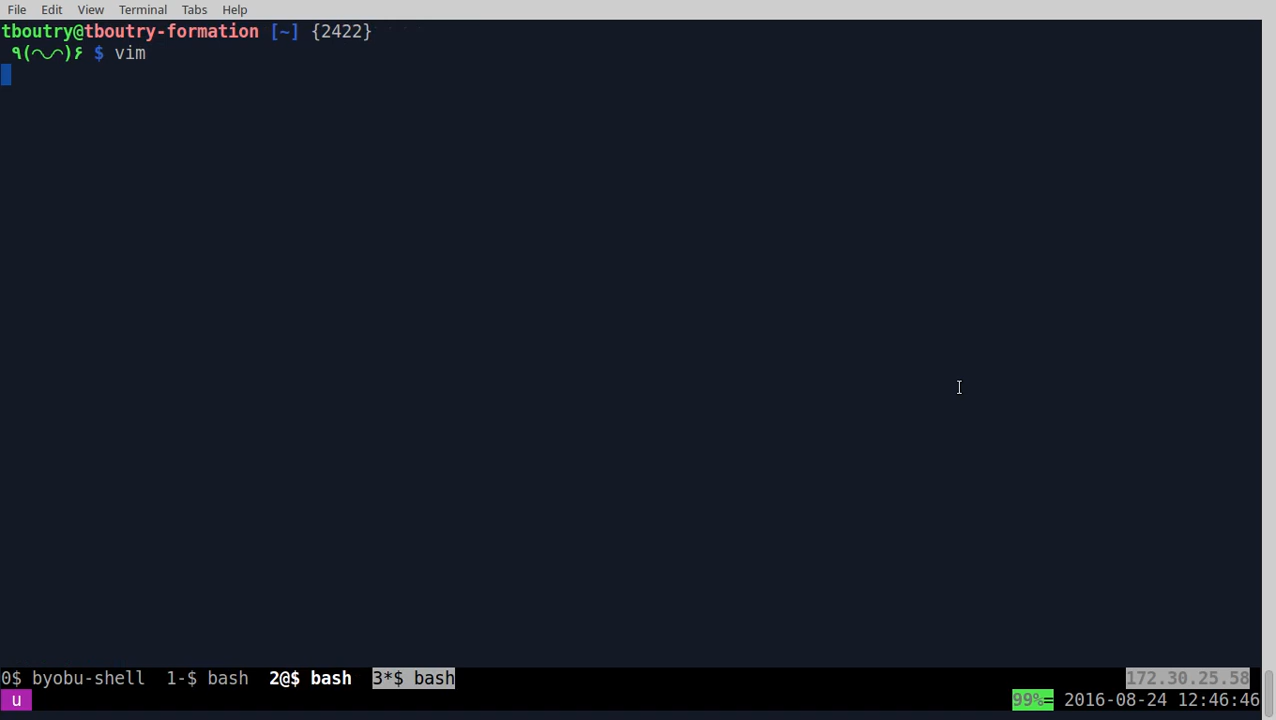 File Edit View Terminal Tabs Help
tboutry@tboutry-formation [~] {2422}
٩(◠◡◠)۶ $ vim
0$ byobu-shell 1-$ bash 2@$ bash 3*$ bash 172.30.25.58
u 99%= 2016-08-24 12:46:46